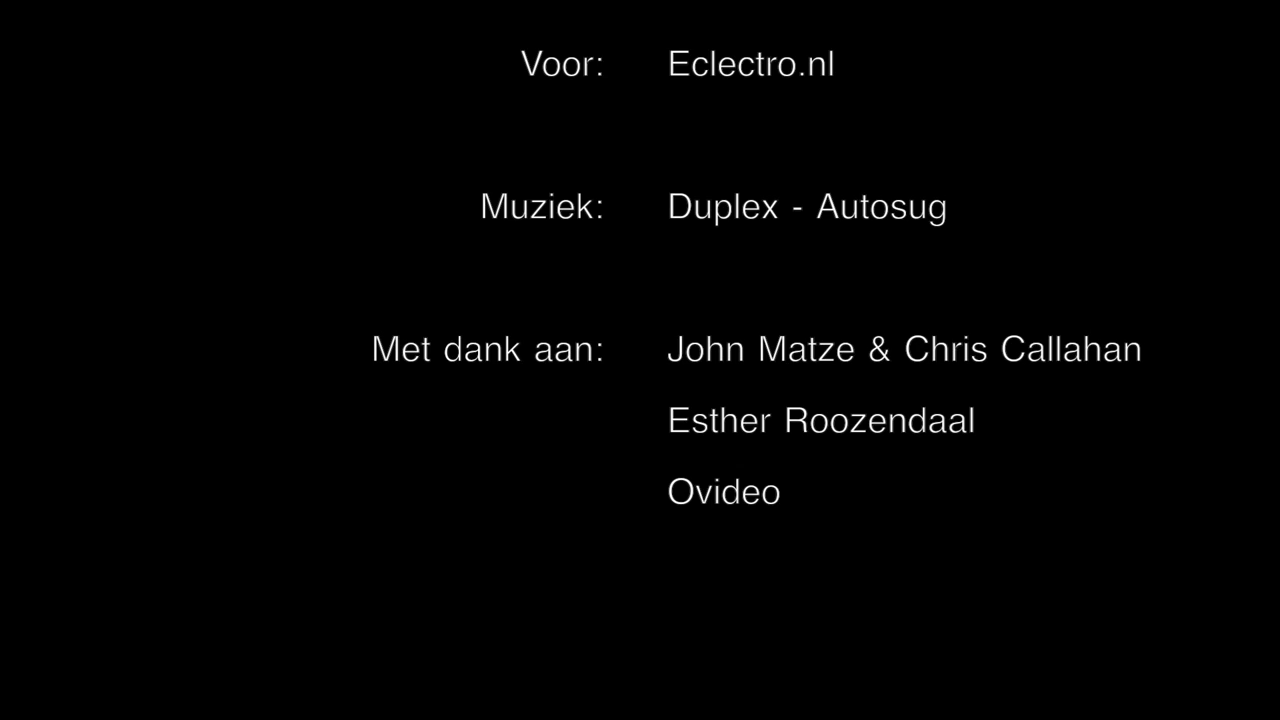 Voor: Eclectro.nl
Muziek: Duplex - Autosug
Met dank aan: John Matze & Chris Callahan
Esther Roozendaal
Ovideo